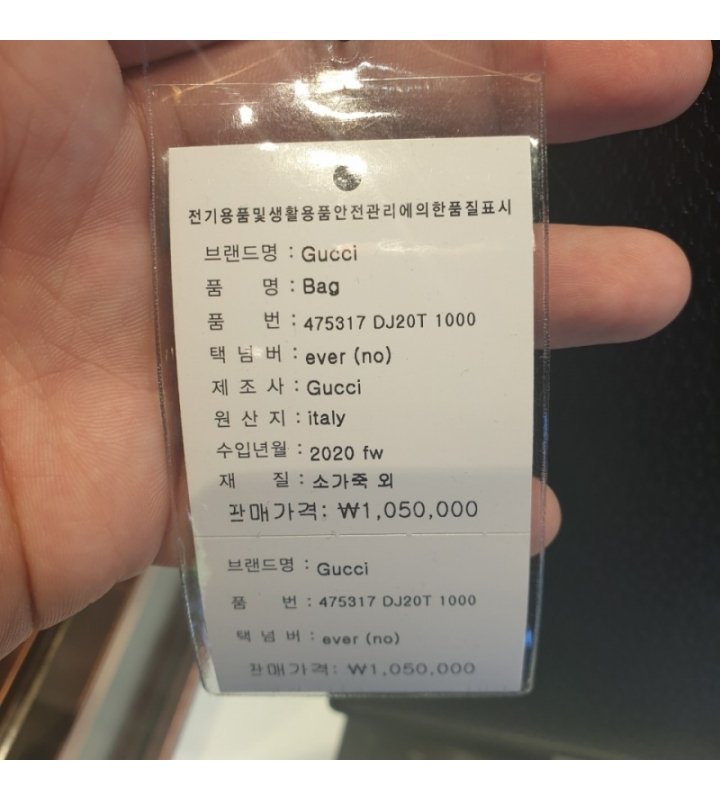 전기용품및생활용품안전관리에의한품질표시
브랜드명 : Gucci
품 명 : Bag
품 번 : 475317 DJ20T 1000
택 넘 버 : ever (no)
제 조 사 : Gucci
원 산 지 : italy
수입년월 : 2020 fw
재 질 : 소가죽 외
판매가격: ₩1,050,000
브랜드명 : Gucci
품 번 : 475317 DJ20T 1000
택 넘 버 : ever (no)
판매가격: ₩1,050,000